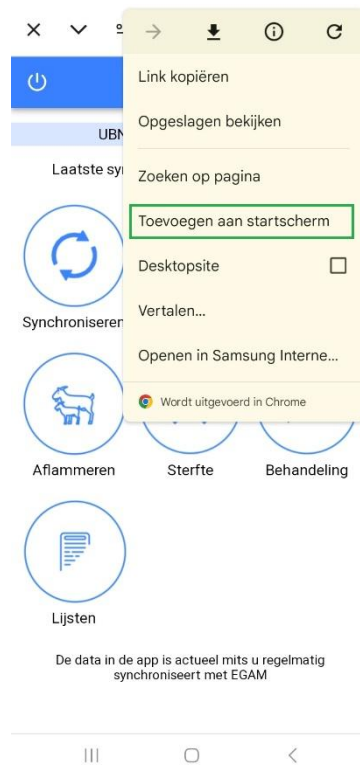 Link kopiëren
Opgeslagen bekijken
UBN
Laatste
Zoeken op pagina
Toevoegen aan startscherm
Desktopsite
Synchroniseren
Vertalen...
Openen in Samsung Interne...
Wordt uitgevoerd in Chrome
Aflammeren Sterfte Behandeling
Lijsten
De data in de app is actueel mits u regelmatig
synchroniseert met EGAM